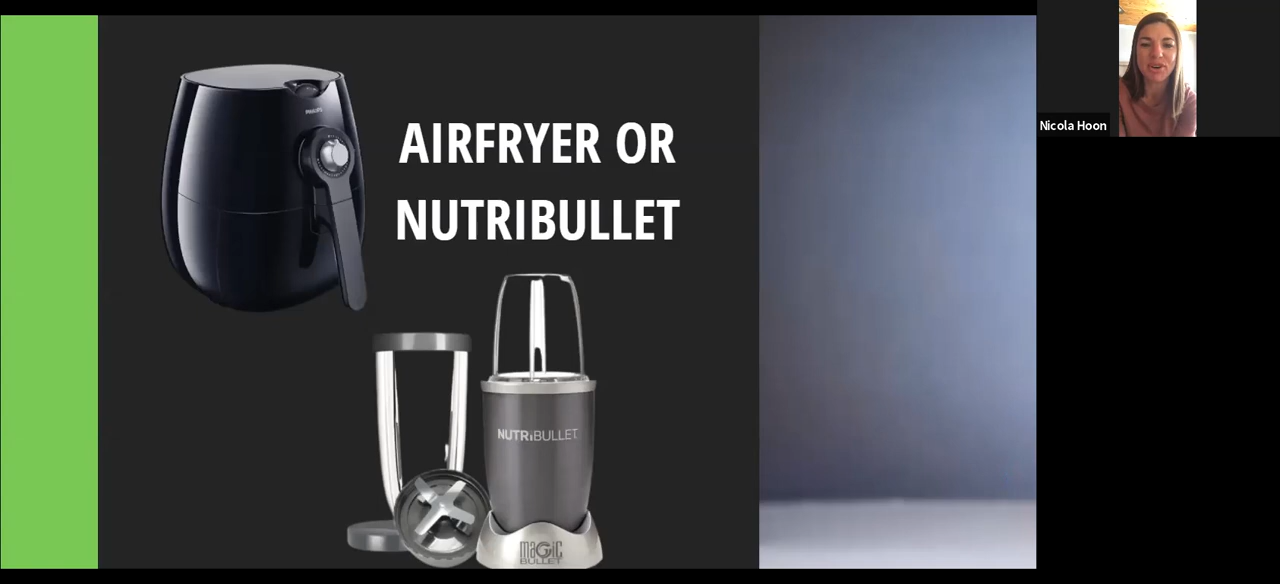 PHILIPS
AIRFRYER OR
NUTRIBULLET
NUTRiBULLET
MAGIC
BULLET
Nicola Hoon